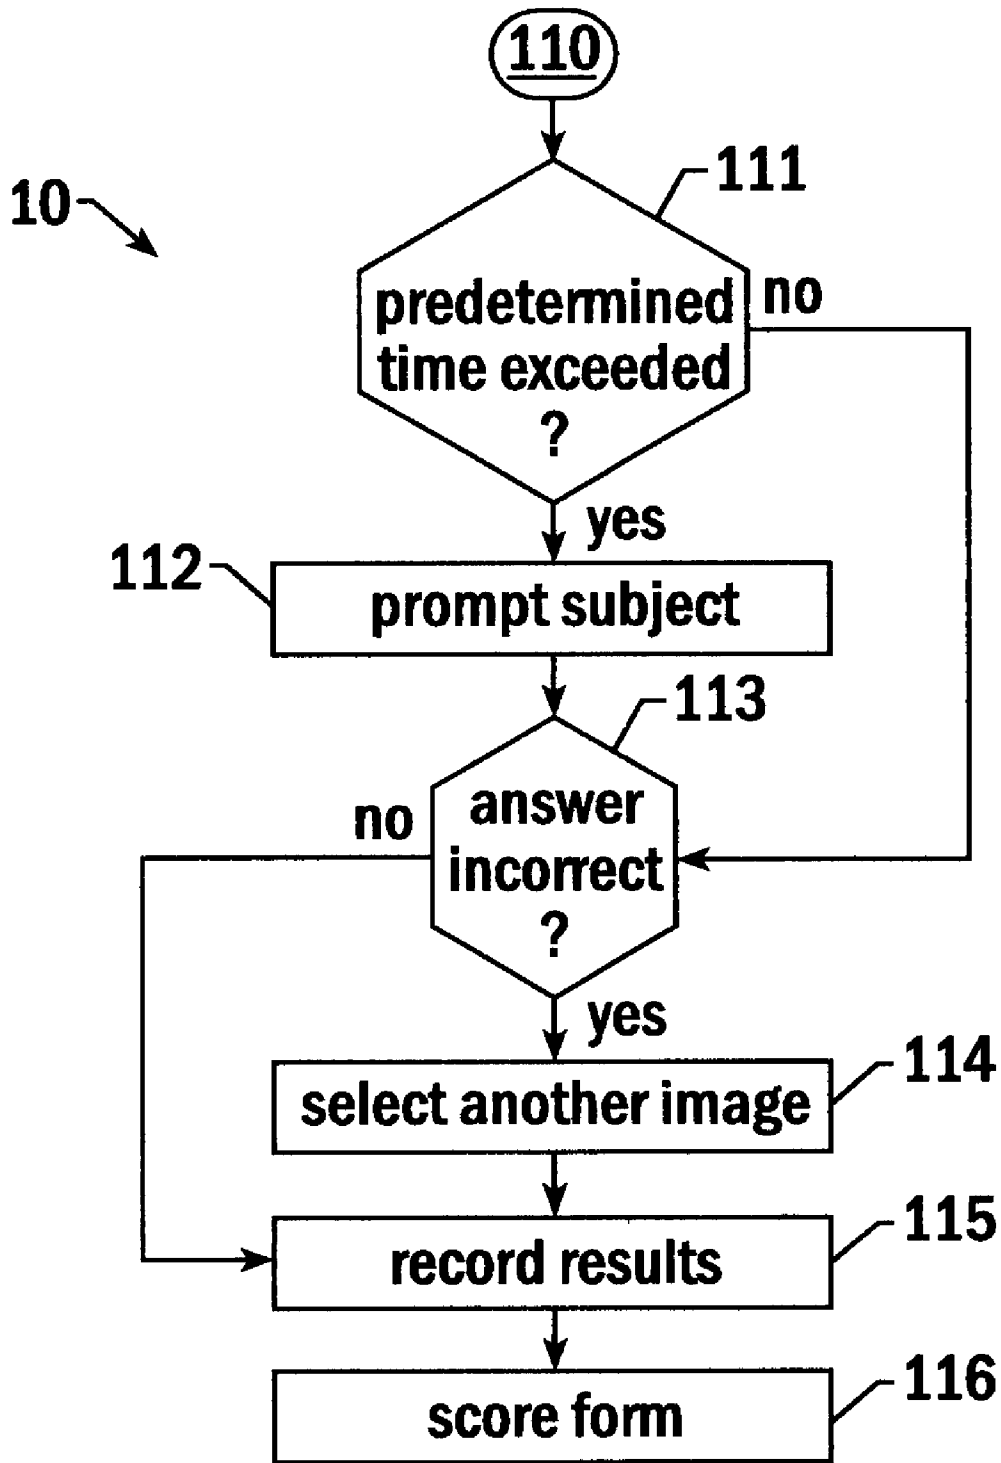 110
111
10
predetermined
time exceeded
?
no
yes
112
prompt subject
113
no
answer
incorrect
?
yes
114
select another image
115
record results
116
score form